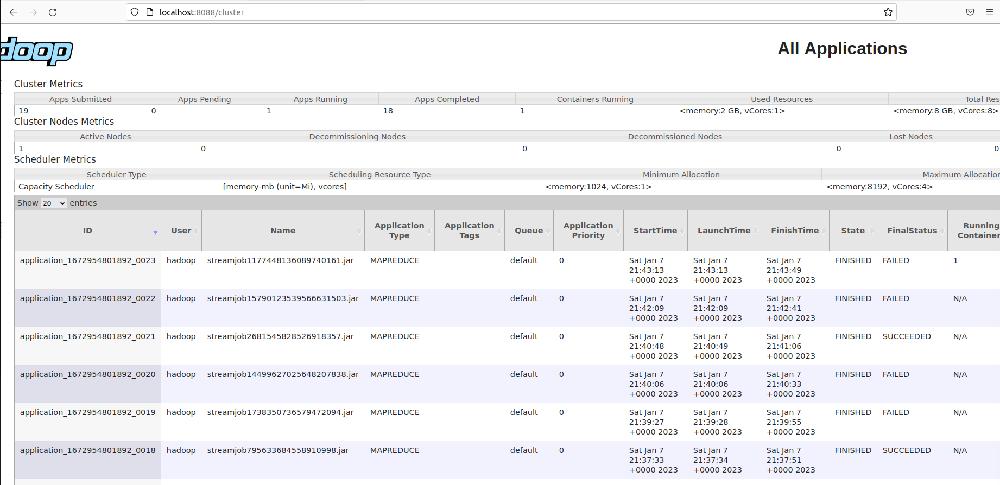 localhost:8088/cluster
doop
All Applications
Cluster Metrics
Apps Submitted Apps Pending Apps Running Apps Completed Containers Running Used Resources Total Res
19 0 1 18 1 <memory:2 GB, vCores:1> <memory:8 GB, vCores:8>
Cluster Nodes Metrics
Active Nodes Decommissioning Nodes Decommissioned Nodes Lost Nodes
1 0 0 0 0
Scheduler Metrics
Scheduler Type Scheduling Resource Type Minimum Allocation Maximum Allocation
Capacity Scheduler [memory-mb (unit=Mi), vcores] <memory:1024, vCores:1> <memory:8192, vCores:4>
Show 20 entries
ID User Name Application Type Application Tags Queue Application Priority StartTime LaunchTime FinishTime State FinalStatus Running Container
application_1672954801892_0023 hadoop streamjob1177448136089740161.jar MAPREDUCE default 0 Sat Jan 7 Sat Jan 7 Sat Jan 7 FINISHED FAILED 1
21:43:13 21:43:13 21:43:49
+0000 2023 +0000 2023 +0000 2023
application_1672954801892_0022 hadoop streamjob15790123539566631503.jar MAPREDUCE default 0 Sat Jan 7 Sat Jan 7 Sat Jan 7 FINISHED FAILED N/A
21:42:09 21:42:09 21:42:41
+0000 2023 +0000 2023 +0000 2023
application_1672954801892_0021 hadoop streamjob2681545828526918357.jar MAPREDUCE default 0 Sat Jan 7 Sat Jan 7 Sat Jan 7 FINISHED SUCCEEDED N/A
21:40:48 21:40:49 21:41:06
+0000 2023 +0000 2023 +0000 2023
application_1672954801892_0020 hadoop streamjob14499627025648207838.jar MAPREDUCE default 0 Sat Jan 7 Sat Jan 7 Sat Jan 7 FINISHED FAILED N/A
21:40:06 21:40:06 21:40:33
+0000 2023 +0000 2023 +0000 2023
application_1672954801892_0019 hadoop streamjob1738350736579472094.jar MAPREDUCE default 0 Sat Jan 7 Sat Jan 7 Sat Jan 7 FINISHED FAILED N/A
21:39:27 21:39:28 21:39:55
+0000 2023 +0000 2023 +0000 2023
application_1672954801892_0018 hadoop streamjob795633684558910998.jar MAPREDUCE default 0 Sat Jan 7 Sat Jan 7 Sat Jan 7 FINISHED SUCCEEDED N/A
21:37:33 21:37:34 21:37:51
+0000 2023 +0000 2023 +0000 2023